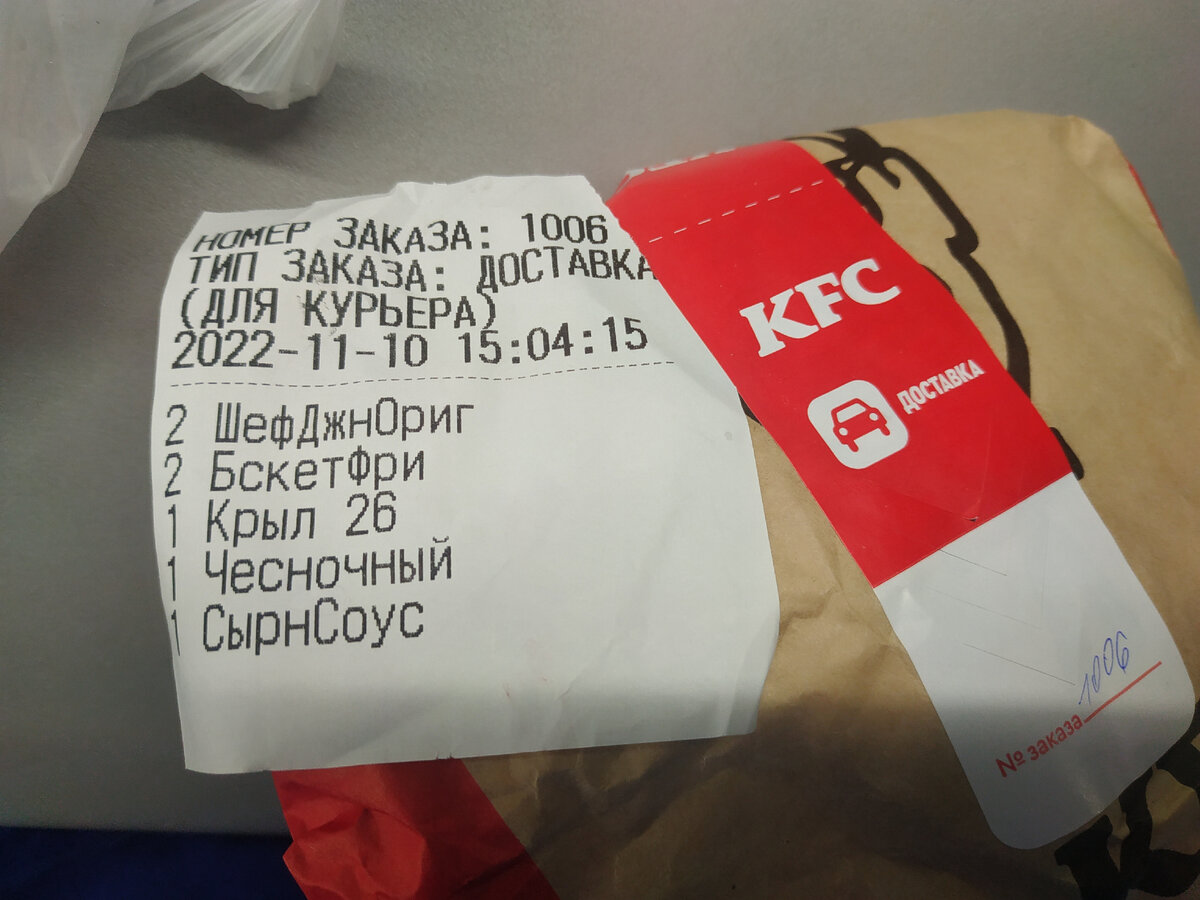 НОМЕР ЗАКАЗА: 1006
ТИП ЗАКАЗА: ДОСТАВКА
(ДЛЯ КУРЬЕРА)
2022-11-10 15:04:15
2 ШефДжнОриг
2 БскетФри
1 Крыл 26
1 Чесночный
1 СырнСоус
KFC
ДОСТАВКА
№ заказа 1006